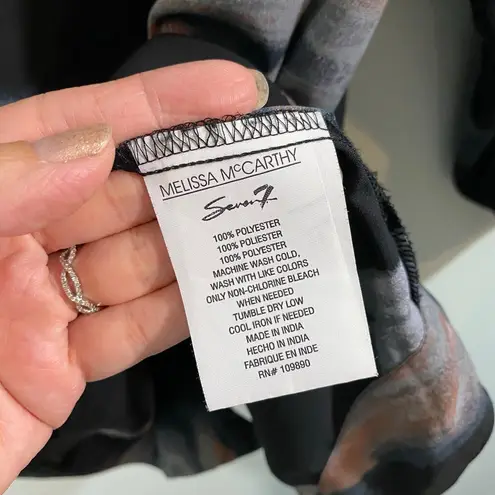 MELISSA McCARTHY
Seven7
100% POLYESTER
100% POLIESTER
100% POLYESTER
MACHINE WASH COLD,
WASH WITH LIKE COLORS
ONLY NON-CHLORINE BLEACH
WHEN NEEDED
TUMBLE DRY LOW
COOL IRON IF NEEDED
MADE IN INDIA
HECHO EN INDIA
FABRIQUE EN INDE
RN# 109890